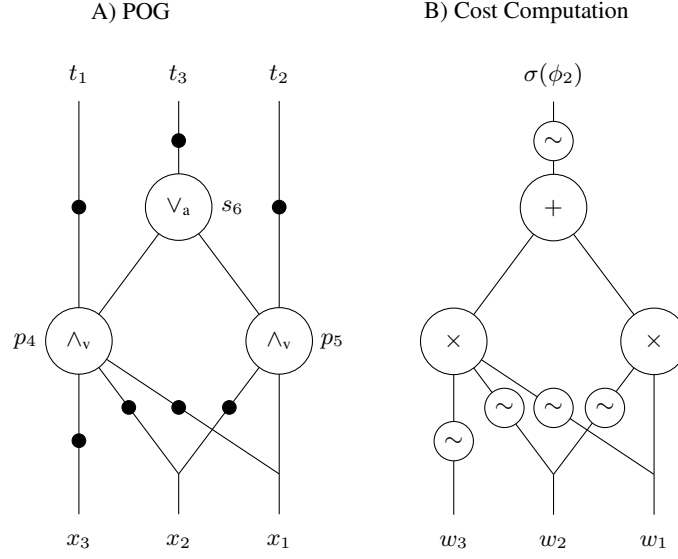 A) POG B) Cost Computation
t₁ t₃ t₂ σ(ϕ₂)
~
∨ₐ s₆ +
p₄ ∧ᵥ ∧ᵥ p₅ × ×
~ ~ ~
~
x₃ x₂ x₁ w₃ w₂ w₁